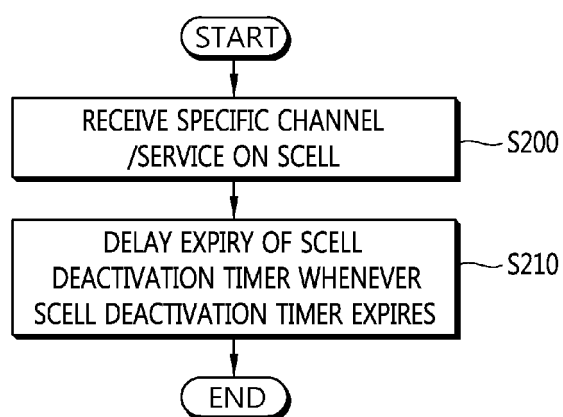 START
RECEIVE SPECIFIC CHANNEL
/SERVICE ON SCELL
S200
DELAY EXPIRY OF SCELL
DEACTIVATION TIMER WHENEVER
SCELL DEACTIVATION TIMER EXPIRES
S210
END